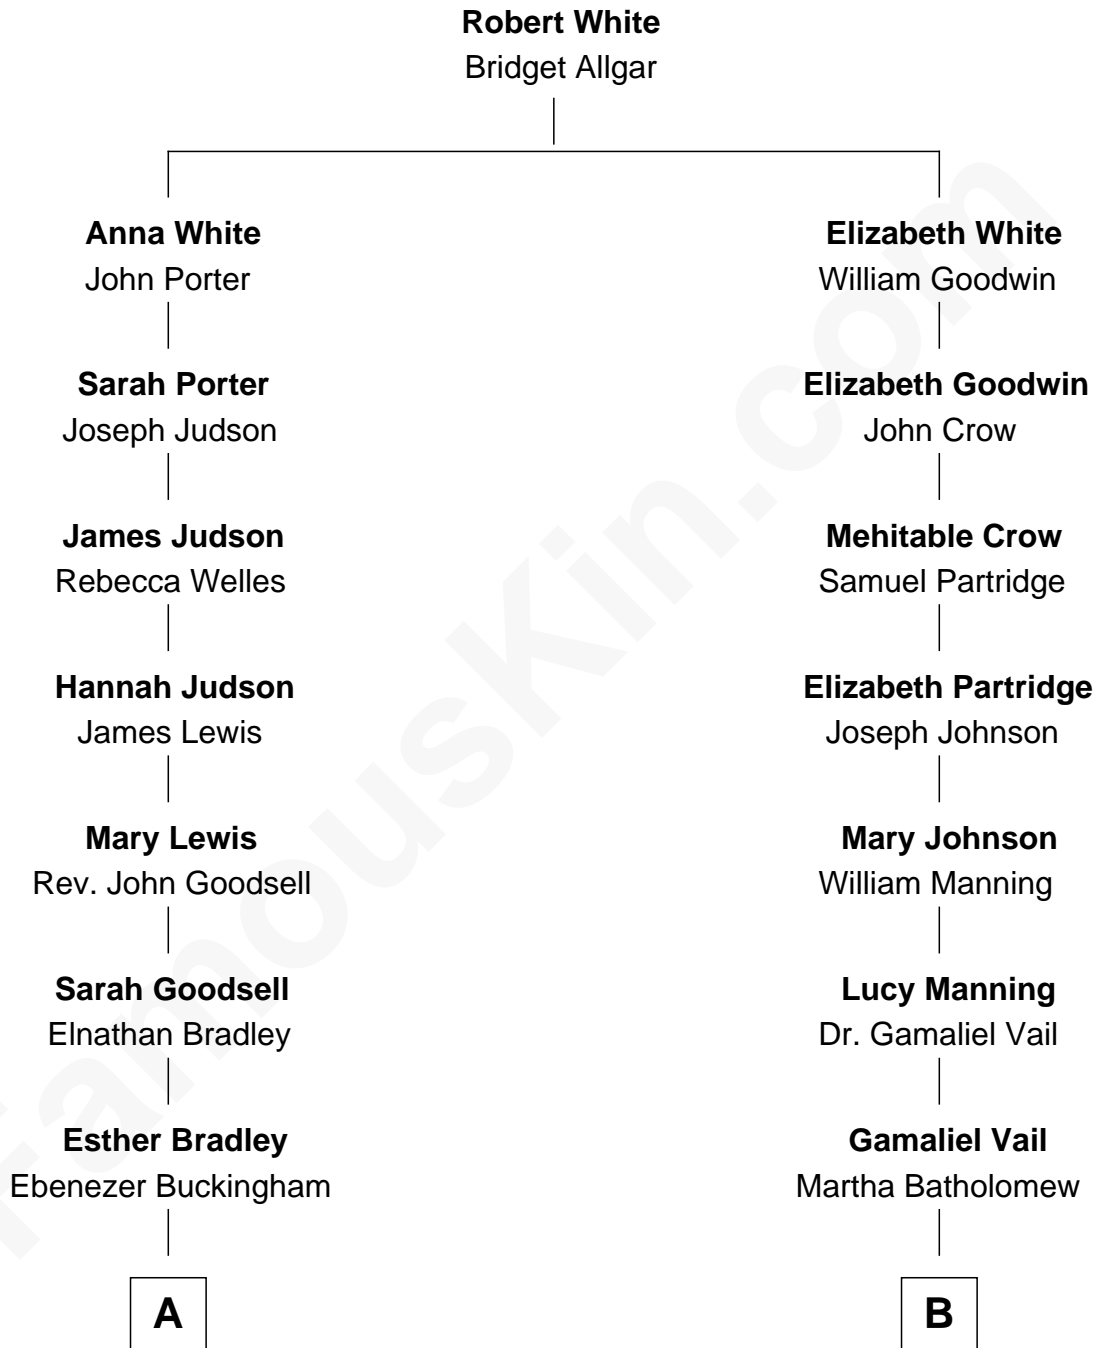 Robert White
Bridget Allgar
Anna White
John Porter
Sarah Porter
Joseph Judson
James Judson
Rebecca Welles
Hannah Judson
James Lewis
Mary Lewis
Rev. John Goodsell
Sarah Goodsell
Elnathan Bradley
Esther Bradley
Ebenezer Buckingham
A
Elizabeth White
William Goodwin
Elizabeth Goodwin
John Crow
Mehitable Crow
Samuel Partridge
Elizabeth Partridge
Joseph Johnson
Mary Johnson
William Manning
Lucy Manning
Dr. Gamaliel Vail
Gamaliel Vail
Martha Batholomew
B
FamousKin.com